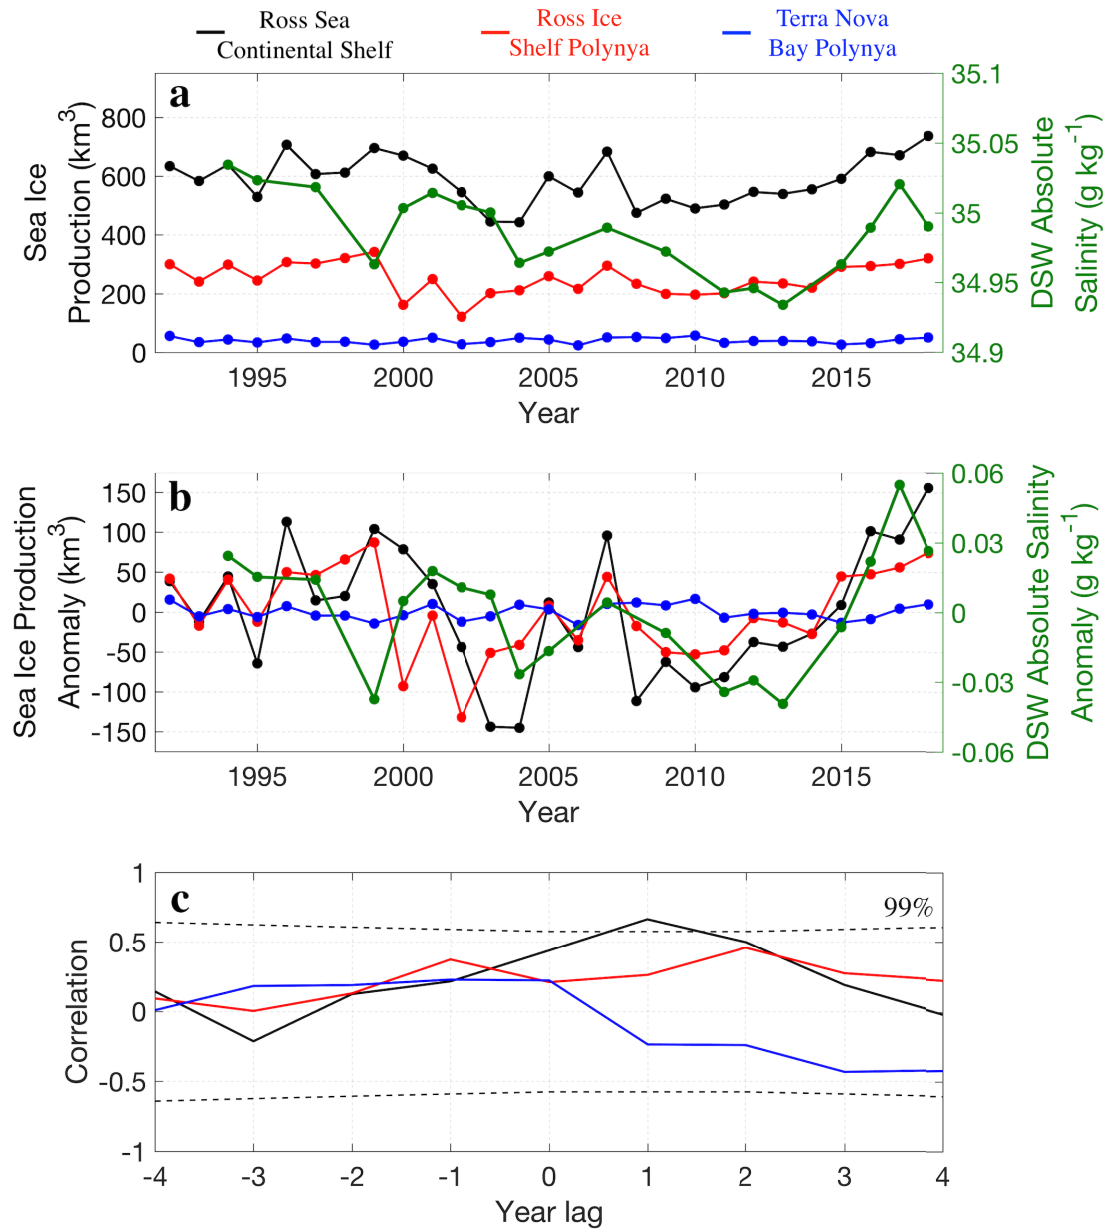 Ross Sea
Continental Shelf
Ross Ice
Shelf Polynya
Terra Nova
Bay Polynya
a
Sea Ice
Production (km³)
800
600
400
200
0
35.1
35.05
35
34.95
34.9
DSW Absolute
Salinity (g kg⁻¹)
1995
2000
2005
2010
2015
Year
b
Sea Ice Production
Anomaly (km³)
150
100
50
0
-50
-100
-150
0.06
0.03
0
-0.03
-0.06
DSW Absolute Salinity
Anomaly (g kg⁻¹)
1995
2000
2005
2010
2015
Year
c
99%
Correlation
1
0.5
0
-0.5
-1
-4
-3
-2
-1
0
1
2
3
4
Year lag